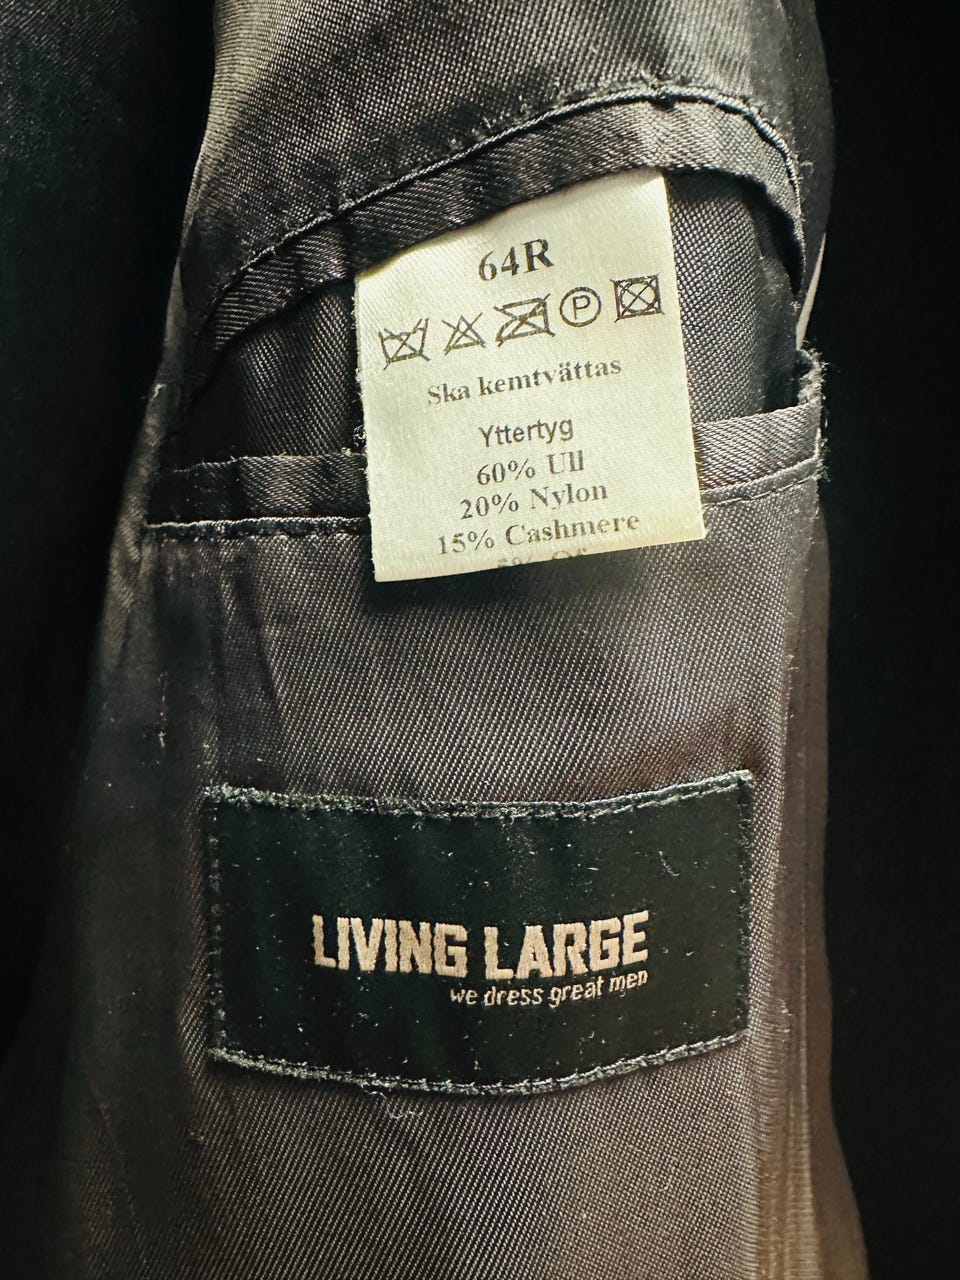 64R
P
Ska kemtvättas
Yttertyg
60% Ull
20% Nylon
15% Cashmere
LIVING LARGE
we dress great men